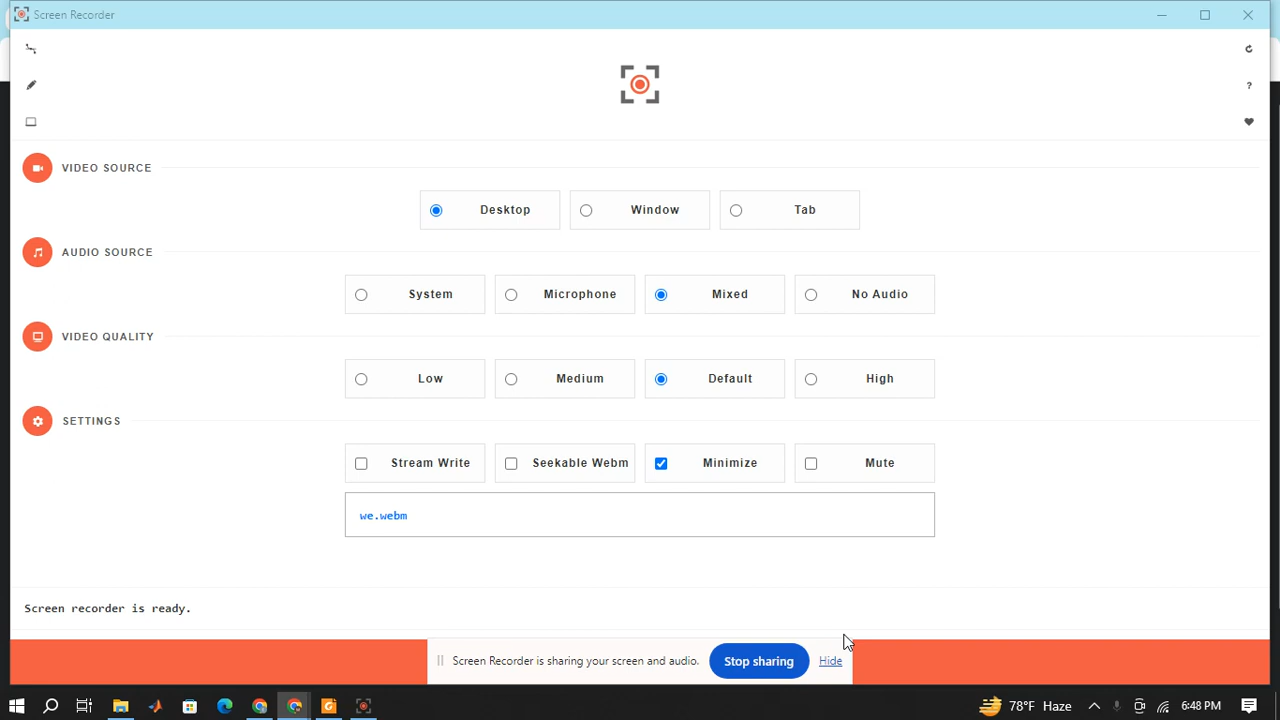 Screen Recorder
?
VIDEO SOURCE
Desktop Window Tab
AUDIO SOURCE
System Microphone Mixed No Audio
VIDEO QUALITY
Low Medium Default High
SETTINGS
Stream Write Seekable Webm Minimize Mute
we.webm
Screen recorder is ready.
Screen Recorder is sharing your screen and audio. Stop sharing Hide
78°F Haze 6:48 PM